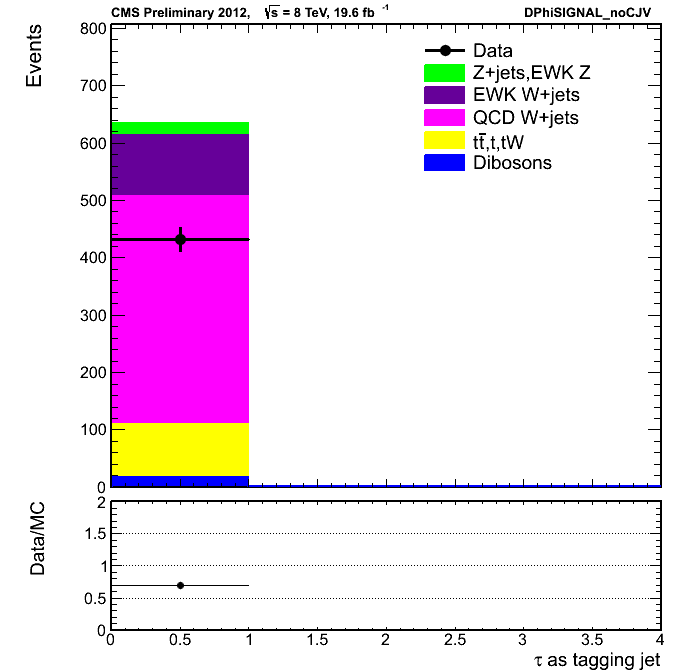 CMS Preliminary 2012, √s = 8 TeV, 19.6 fb⁻¹ DPhiSIGNAL_noCJV
Events
800
700
600
500
400
300
200
100
0
Data
Z+jets,EWK Z
EWK W+jets
QCD W+jets
tt̅,t,tW
Dibosons
Data/MC
2
1.5
1
0.5
0
0 0.5 1 1.5 2 2.5 3 3.5 4
τ as tagging jet